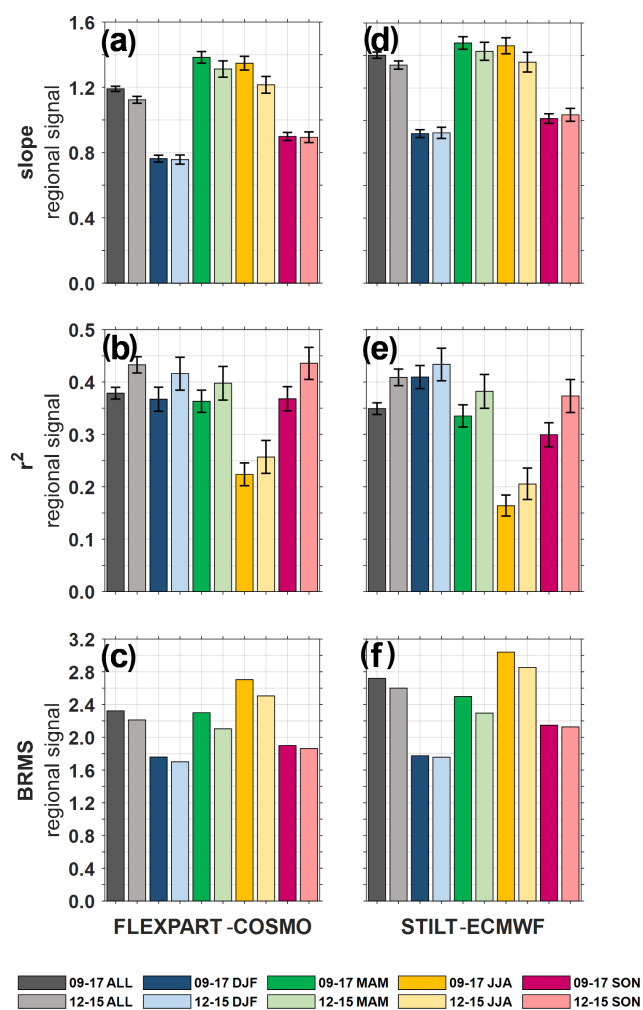 (a)
(d)
1.6
1.2
0.8
0.4
0.0
slope
regional signal
(b)
(e)
0.5
0.4
0.3
0.2
0.1
0.0
r2
regional signal
(c)
(f)
3.2
2.8
2.4
2.0
1.6
1.2
0.8
0.4
0.0
BRMS
regional signal
FLEXPART -COSMO
STILT-ECMWF
09-17 ALL 09-17 DJF 09-17 MAM 09-17 JJA 09-17 SON
12-15 ALL 12-15 DJF 12-15 MAM 12-15 JJA 12-15 SON